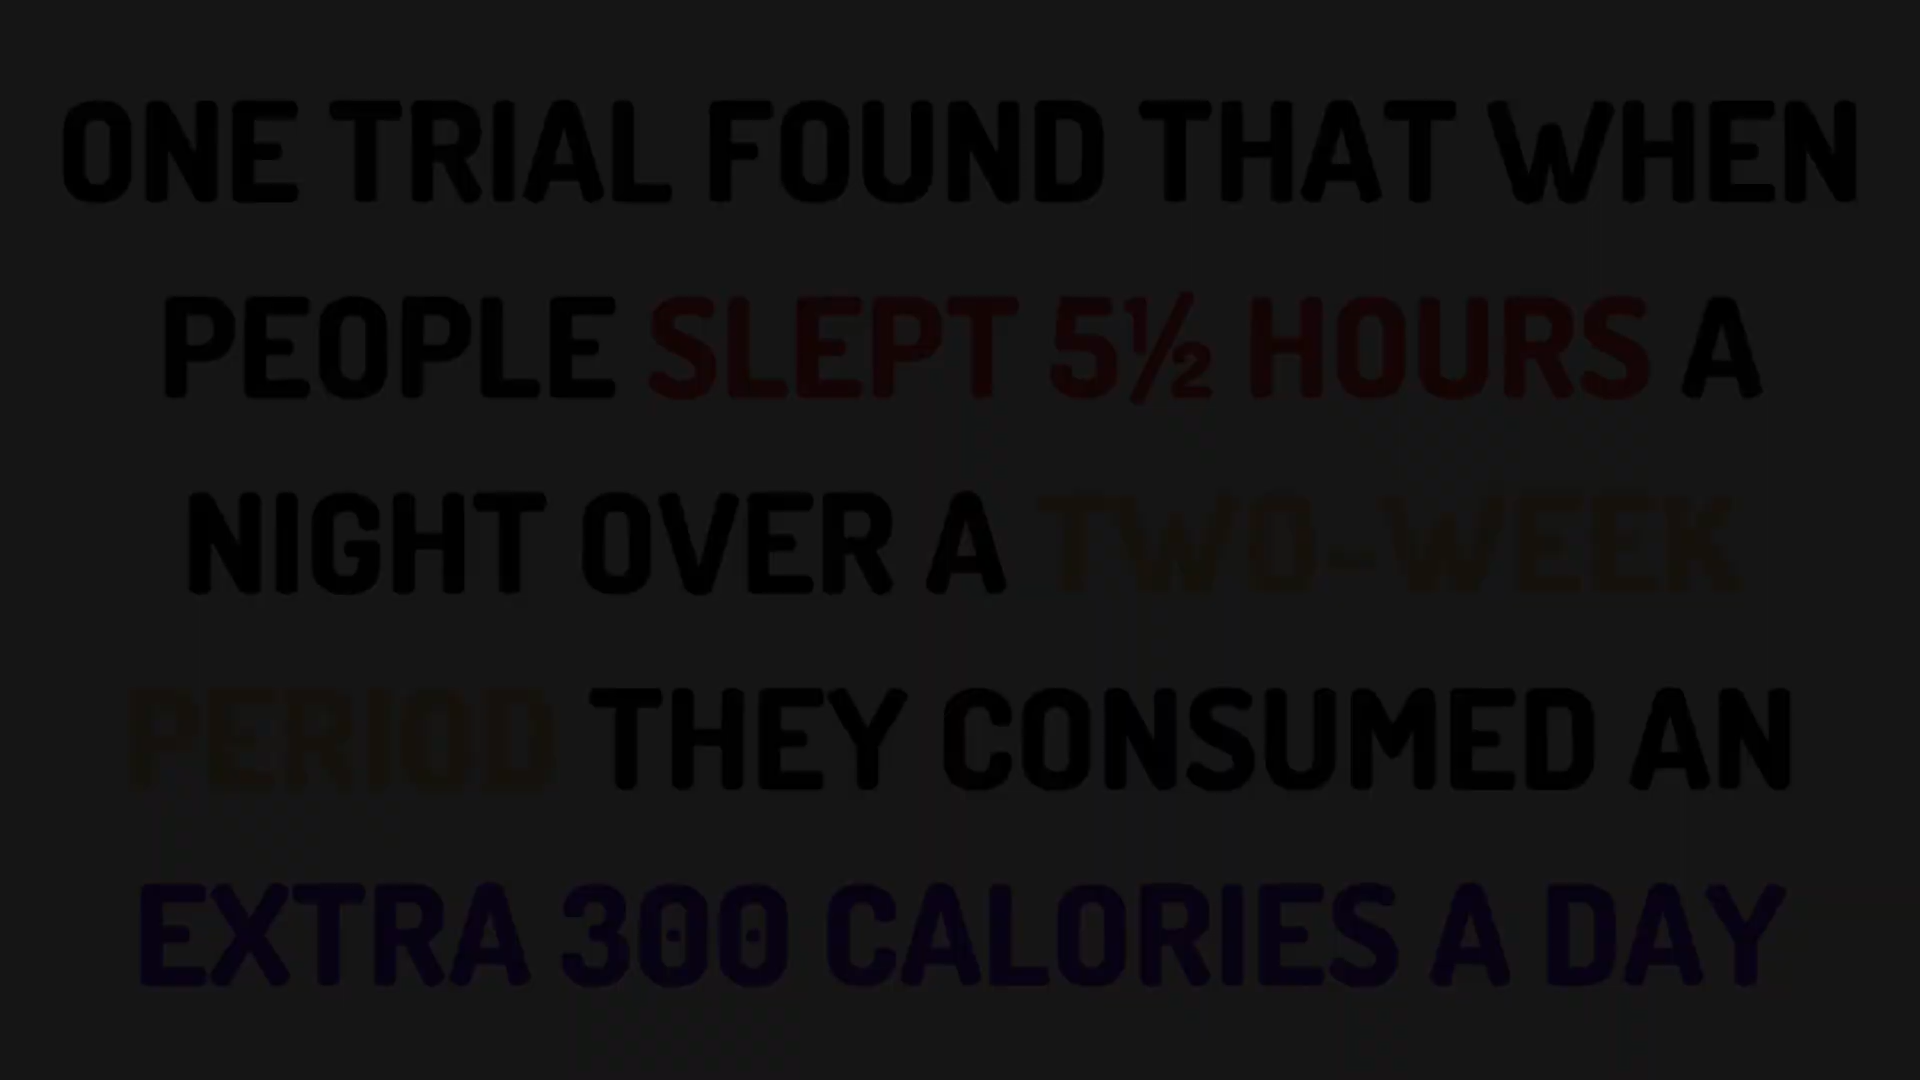 ONE TRIAL FOUND THAT WHEN
PEOPLE SLEPT 5½ HOURS A
NIGHT OVER A TWO-WEEK
PERIOD THEY CONSUMED AN
EXTRA 300 CALORIES A DAY